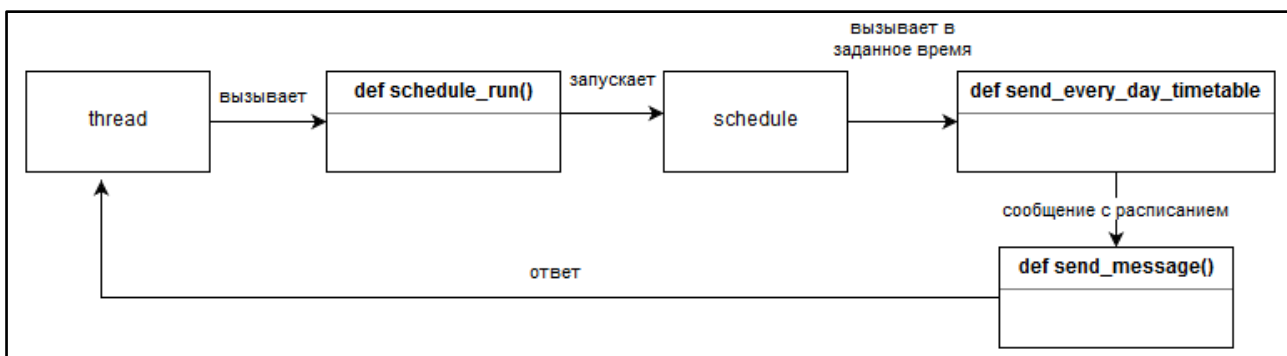 вызывает в
заданное время
thread
вызывает
def schedule_run()
запускает
schedule
def send_every_day_timetable
сообщение с расписанием
def send_message()
ответ